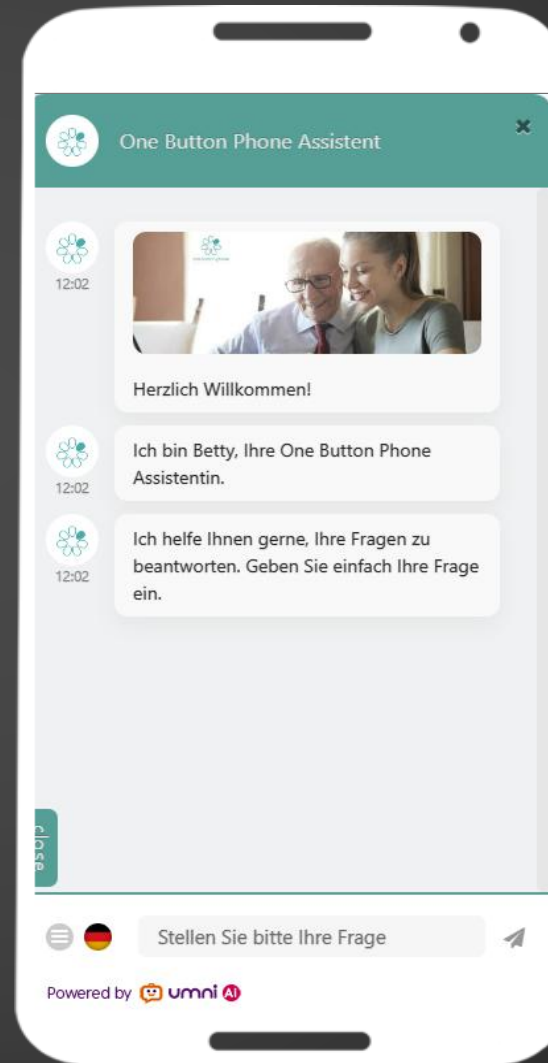 One Button Phone Assistent
12:02
Herzlich Willkommen!
12:02
Ich bin Betty, Ihre One Button Phone
Assistentin.
12:02
Ich helfe Ihnen gerne, Ihre Fragen zu
beantworten. Geben Sie einfach Ihre Frage
ein.
close
Stellen Sie bitte Ihre Frage
Powered by umni AI